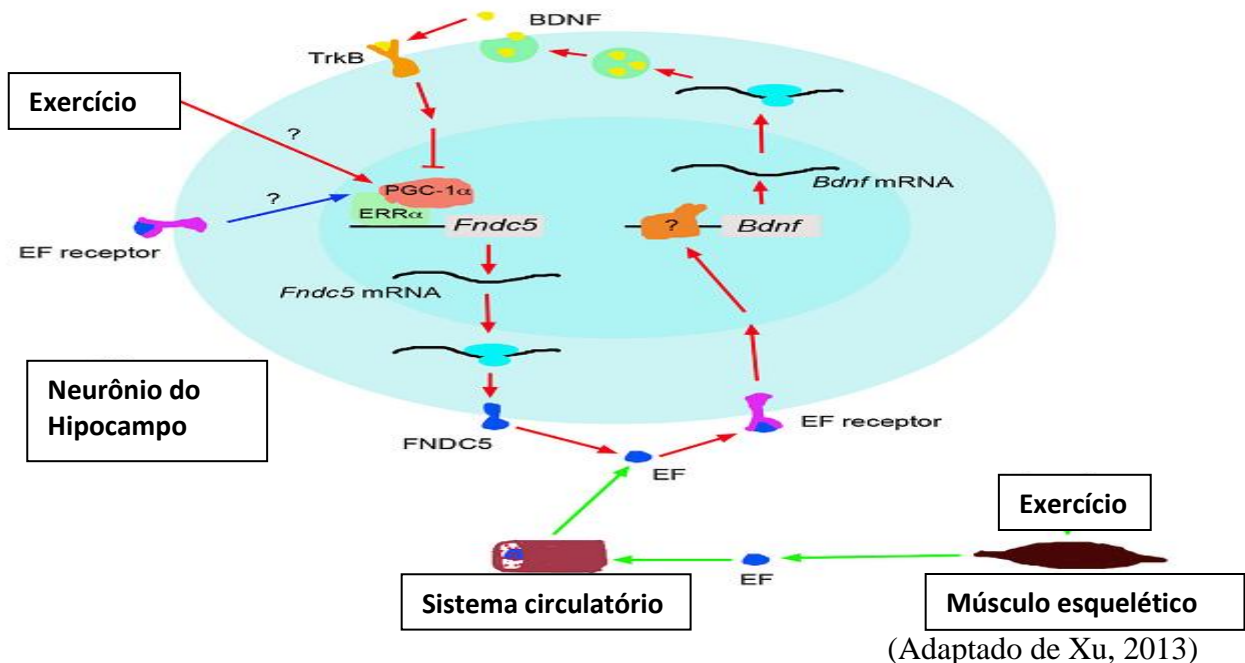 BDNF
TrkB
Exercício
?
?
PGC-1α
ERRα
Fndc5
EF receptor
Bdnf mRNA
?
Bdnf
Fndc5 mRNA
Neurônio do
Hipocampo
FNDC5
EF receptor
EF
Exercício
EF
Sistema circulatório
Músculo esquelético
(Adaptado de Xu, 2013)